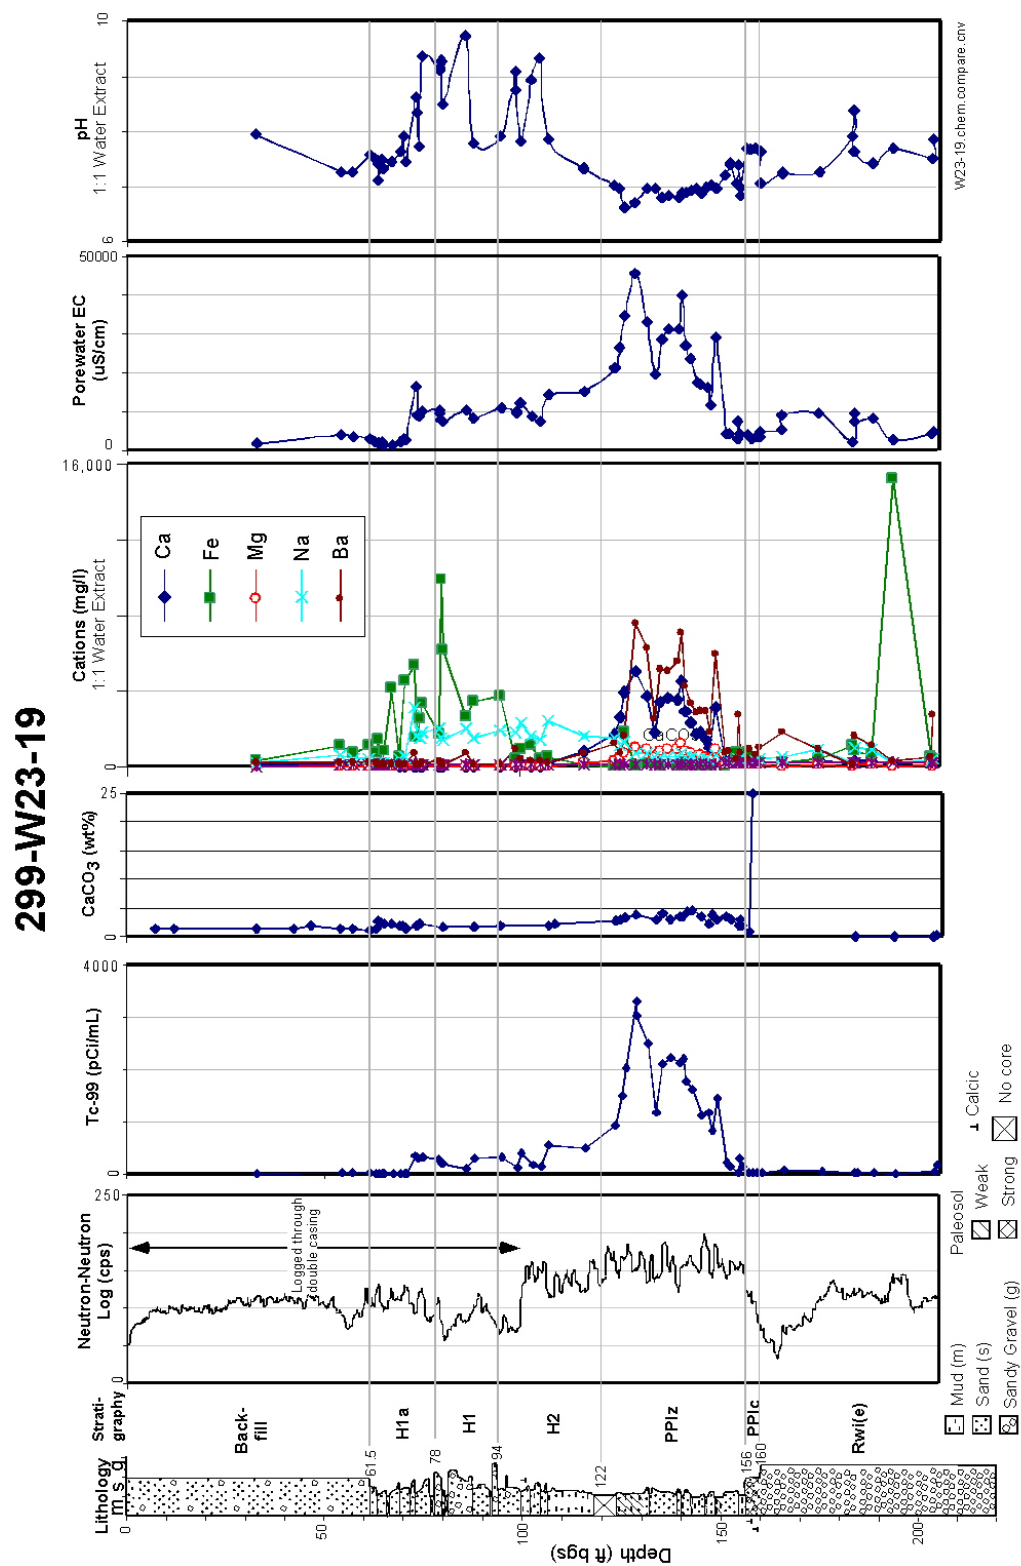 299-W23-19
Lithology
m s g
0
50
100
150
200
Depth (ft bgs)
Strati-
graphy
Back-
fill
61.5
H1a
78
H1
94
H2
122
PPlz
156
PPlc
160
Rwi(e)
Neutron-Neutron
Log (cps)
250
0
Logged through
double casing
Tc-99 (pCi/mL)
4000
0
CaCO3 (wt%)
25
0
Cations (mg/l)
1:1 Water Extract
16,000
0
Ca
Fe
Mg
Na
Ba
CaCO
Porewater EC
(uS/cm)
50000
0
pH
1:1 Water Extract
10
6
W23-19.chem.compare.cnv
Mud (m)
Sand (s)
Sandy Gravel (g)
Paleosol
Weak
Strong
Calcic
No core